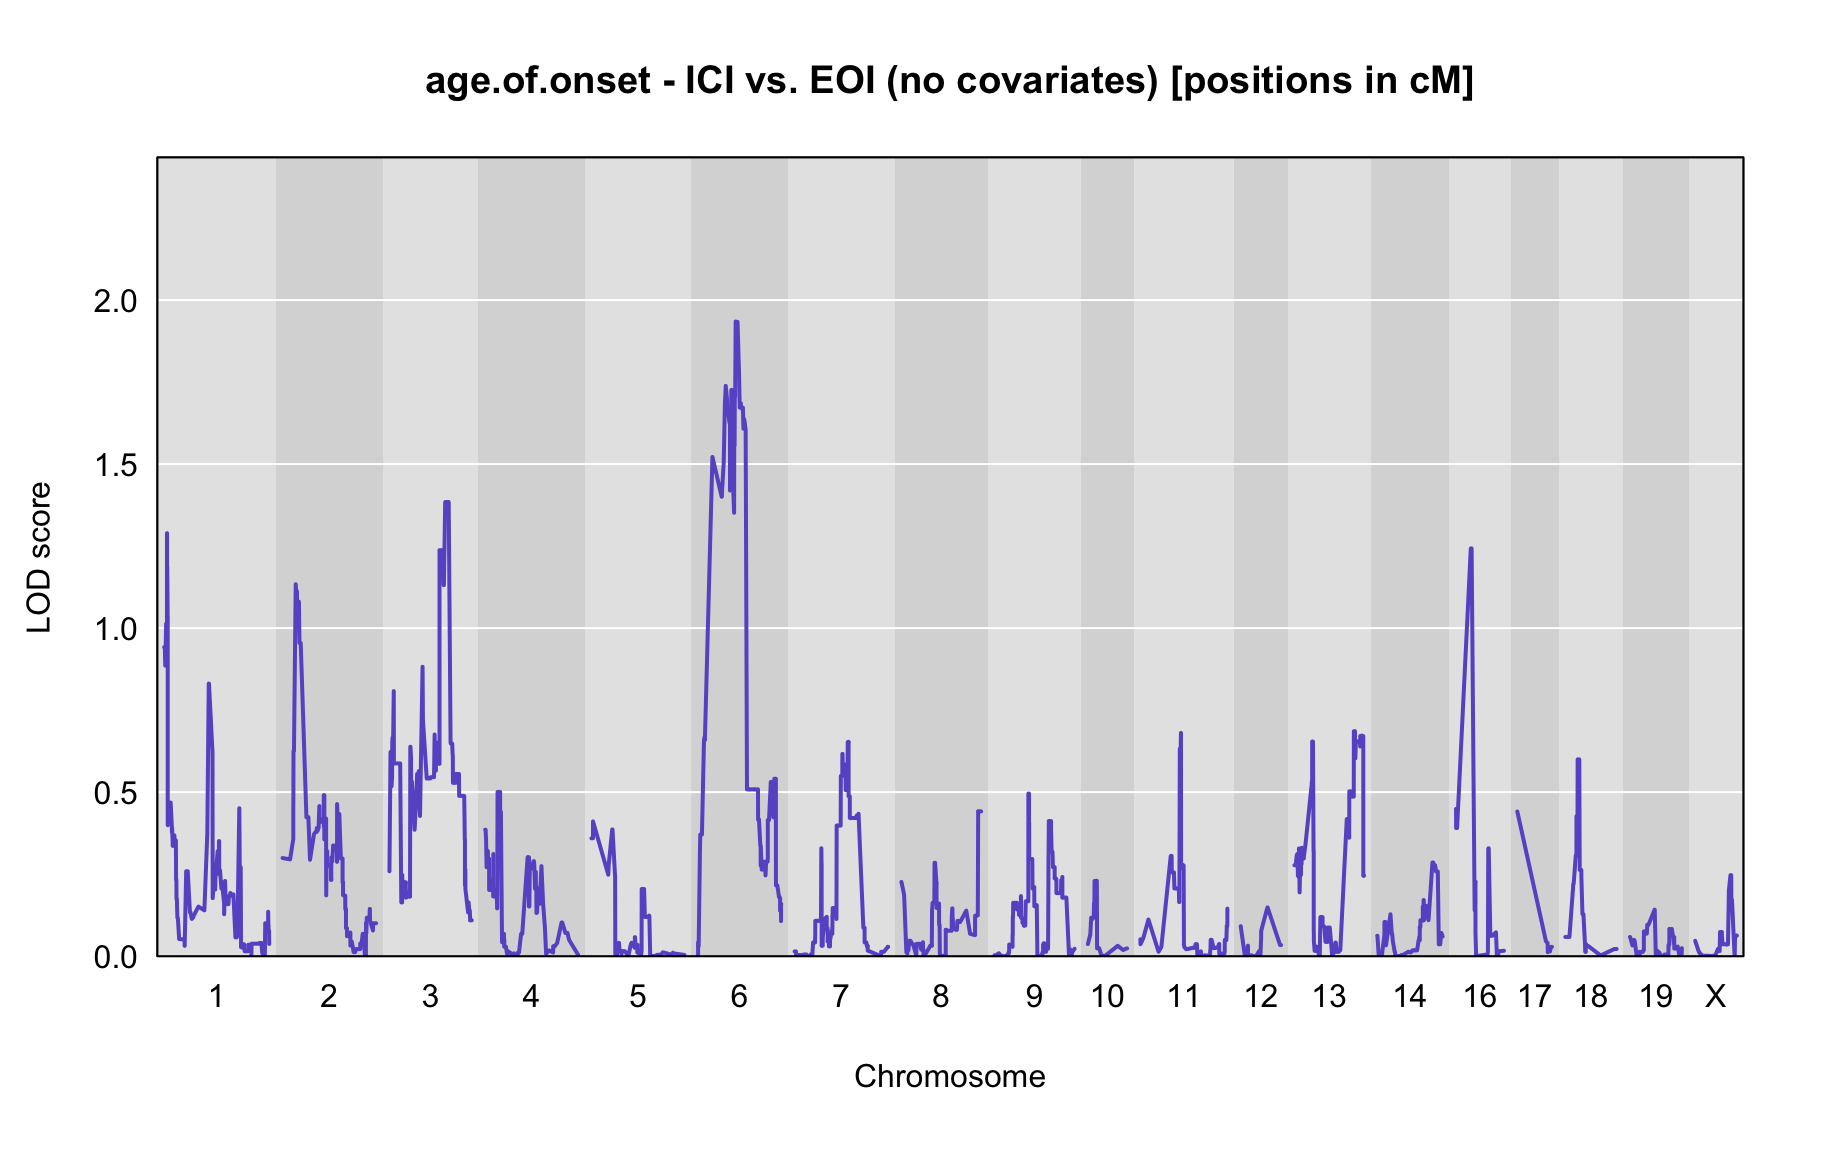 age.of.onset - ICI vs. EOI (no covariates) [positions in cM]
LOD score
2.0
1.5
1.0
0.5
0.0
1 2 3 4 5 6 7 8 9 10 11 12 13 14 16 17 18 19 X
Chromosome